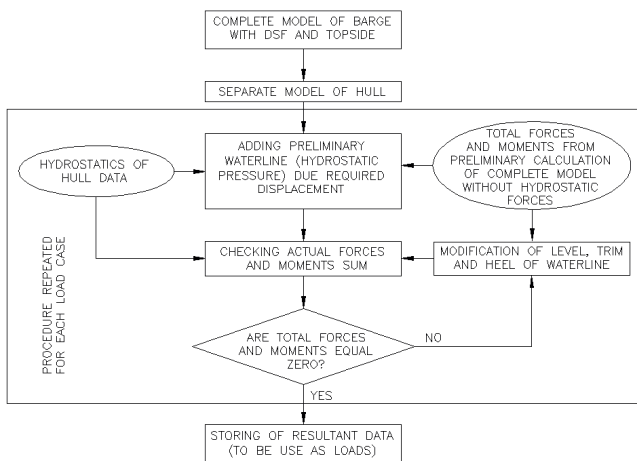 COMPLETE MODEL OF BARGE
WITH DSF AND TOPSIDE
SEPARATE MODEL OF HULL
HYDROSTATICS OF
HULL DATA
ADDING PRELIMINARY
WATERLINE (HYDROSTATIC
PRESSURE) DUE REQUIRED
DISPLACEMENT
TOTAL FORCES
AND MOMENTS FROM
PRELIMINARY CALCULATION
OF COMPLETE MODEL
WITHOUT HYDROSTATIC
FORCES
CHECKING ACTUAL FORCES
AND MOMENTS SUM
MODIFICATION OF LEVEL, TRIM
AND HEEL OF WATERLINE
PROCEDURE REPEATED
FOR EACH LOAD CASE
ARE TOTAL FORCES
AND MOMENTS EQUAL
ZERO?
NO
YES
STORING OF RESULTANT DATA
(TO BE USE AS LOADS)